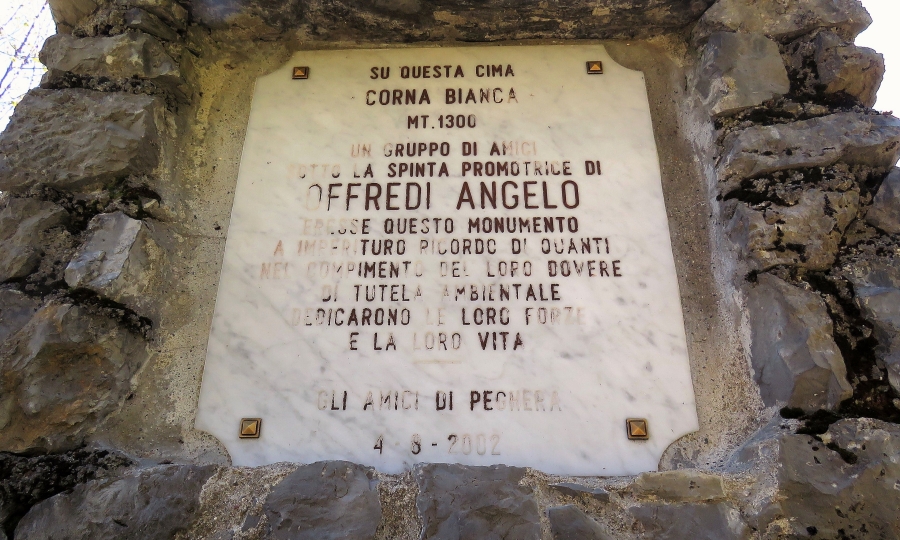 SU QUESTA CIMA
CORNA BIANCA
MT.1300
UN GRUPPO DI AMICI
SOTTO LA SPINTA PROMOTRICE DI
OFFREDI ANGELO
ERESSE QUESTO MONUMENTO
A IMPERITURO RICORDO DI QUANTI
NEL COMPIMENTO DEL LORO DOVERE
DI TUTELA AMBIENTALE
DEDICARONO LE LORO FORZE
E LA LORO VITA
GLI AMICI DI PEGHERA
4-8-2002